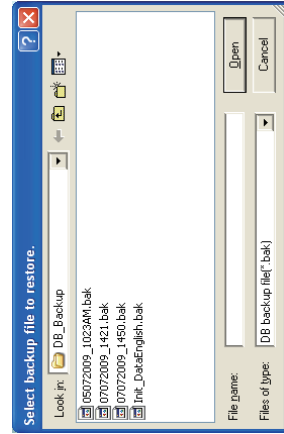 Select backup file to restore.
Look in: DB_Backup
05072009_1023AM.bak
07072009_1421.bak
07072009_1450.bak
Init_DataEnglish.bak
File name:
Open
Files of type: DB backup file(*.bak)
Cancel